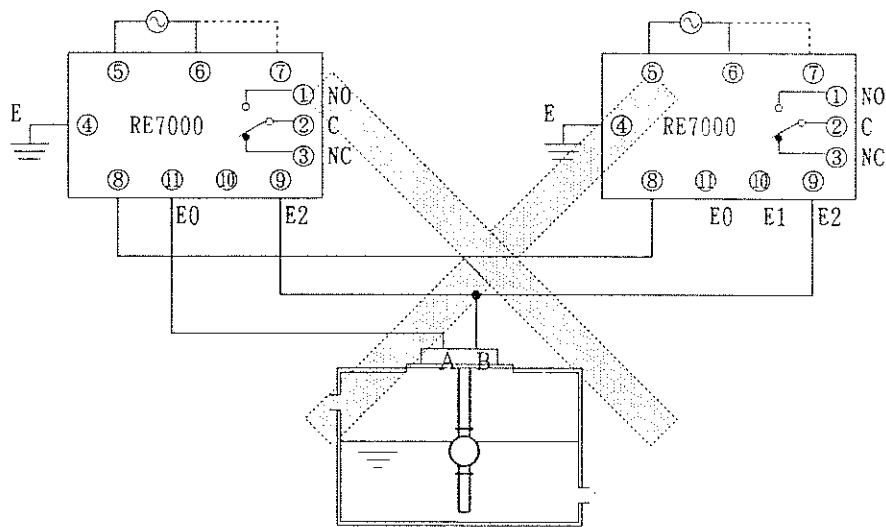 ⑤ ⑥ ⑦
① NO
E ④ RE7000 ② C
③ NC
⑧ ⑪ ⑩ ⑨
E0 E2
⑤ ⑥ ⑦
① NO
E ④ RE7000 ② C
③ NC
⑧ ⑪ ⑩ ⑨
E0 E1 E2
A B